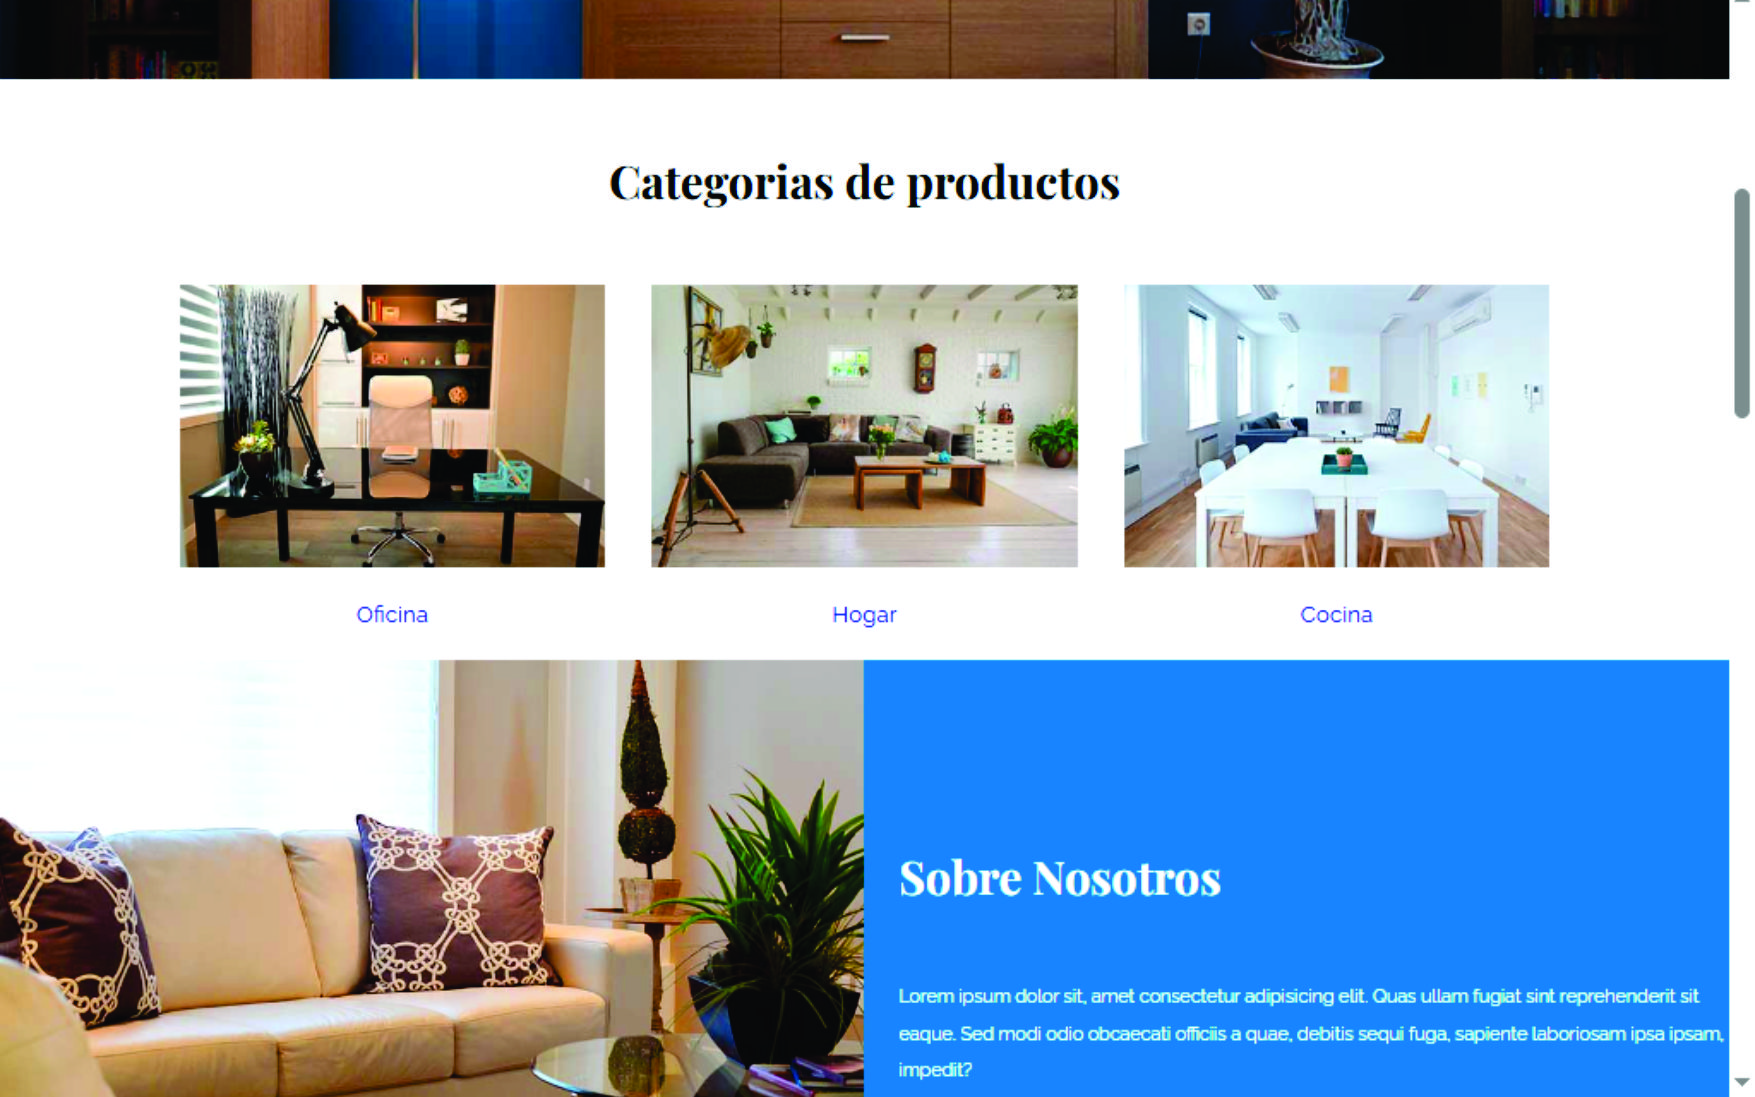 Categorias de productos
Oficina
Hogar
Cocina
Sobre Nosotros
Lorem ipsum dolor sit, amet consectetur adipisicing elit. Quas ullam fugiat sint reprehenderit sit
eaque. Sed modi odio obcaecati officiis a quae, debitis sequi fuga, sapiente laboriosam ipsa ipsam,
impedit?